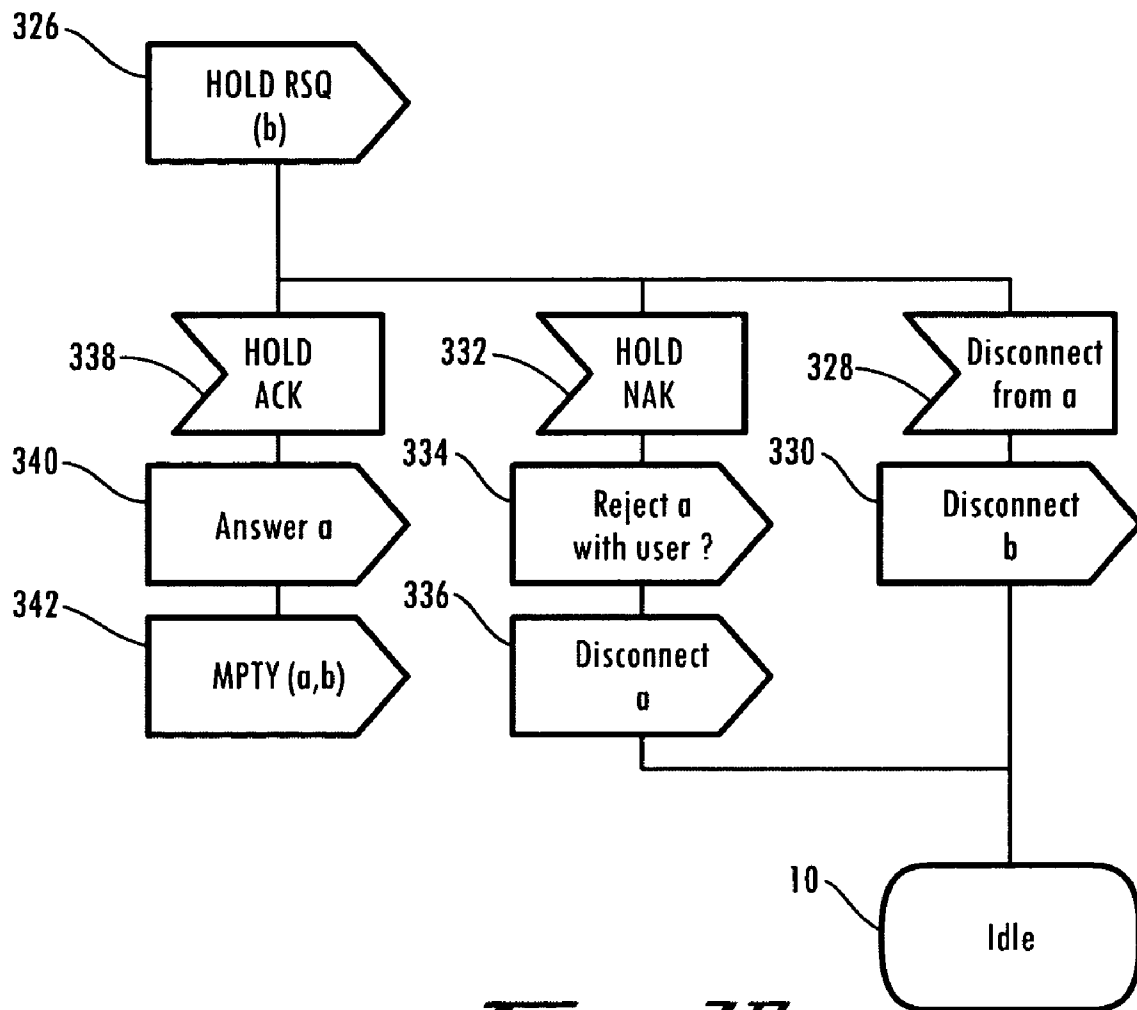 326
HOLD RSQ
(b)
338
HOLD
ACK
332
HOLD
NAK
328
Disconnect
from a
340
Answer a
334
Reject a
with user ?
330
Disconnect
b
342
MPTY (a,b)
336
Disconnect
a
10
Idle